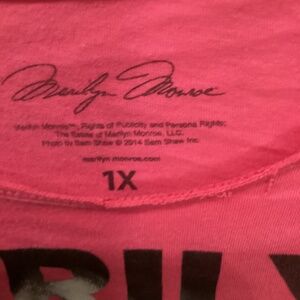 Marilyn Monroe
Marilyn Monroe™; Rights of Publicity and Personal Rights:
The Estate of Marilyn Monroe, LLC.
Photo by Sam Shaw © 2014 Sam Shaw Inc.
marilyn monroe.com
1X